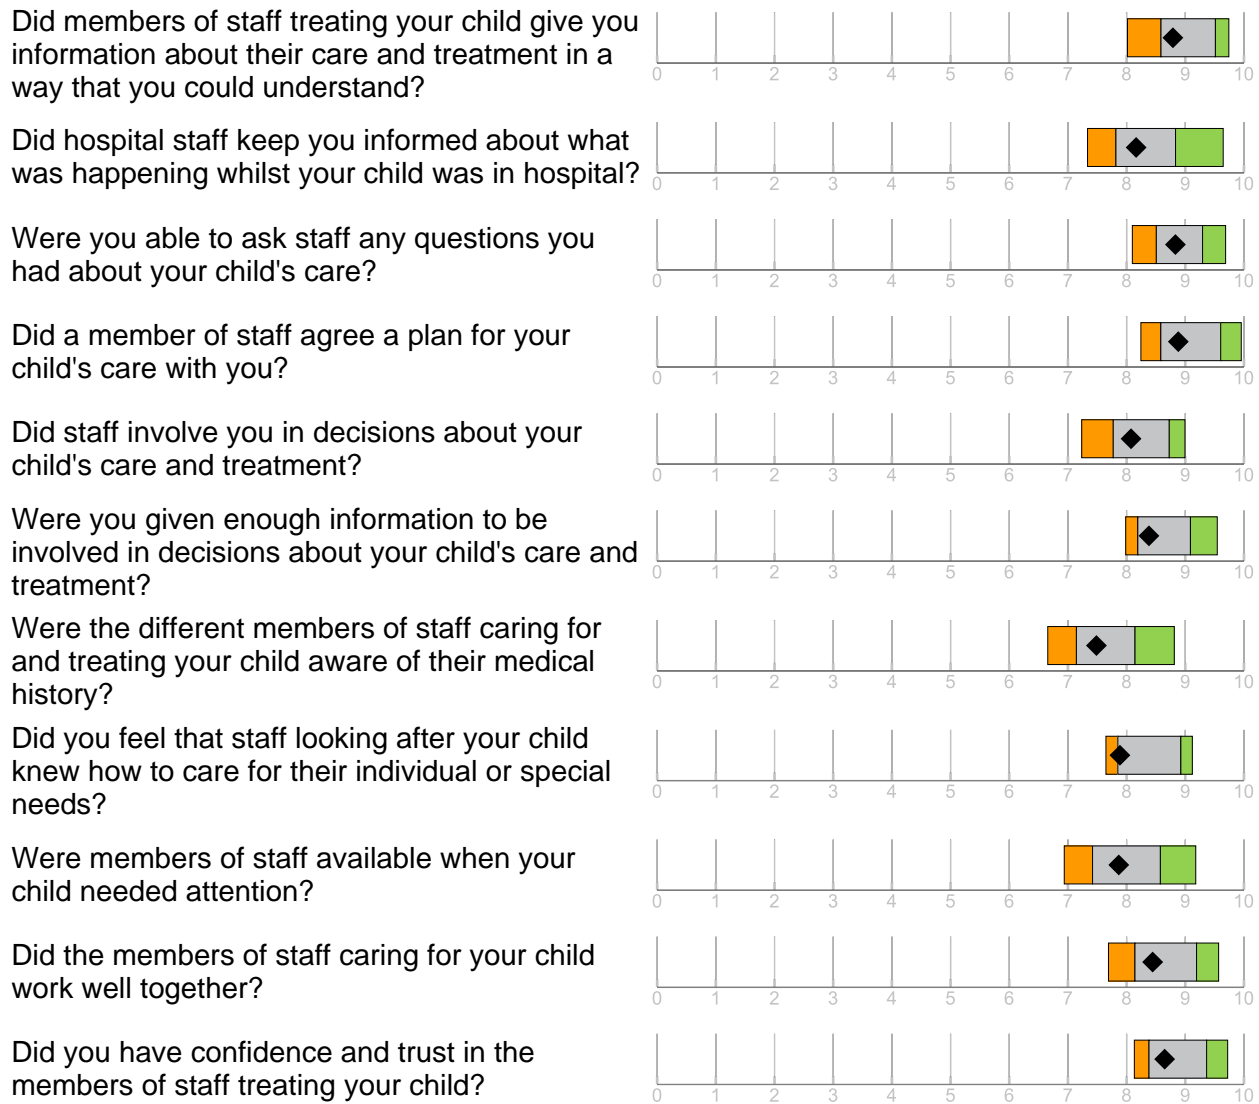 Did members of staff treating your child give you
information about their care and treatment in a
way that you could understand?
0 1 2 3 4 5 6 7 8 9 10
Did hospital staff keep you informed about what
was happening whilst your child was in hospital?
0 1 2 3 4 5 6 7 8 9 10
Were you able to ask staff any questions you
had about your child's care?
0 1 2 3 4 5 6 7 8 9 10
Did a member of staff agree a plan for your
child's care with you?
0 1 2 3 4 5 6 7 8 9 10
Did staff involve you in decisions about your
child's care and treatment?
0 1 2 3 4 5 6 7 8 9 10
Were you given enough information to be
involved in decisions about your child's care and
treatment?
0 1 2 3 4 5 6 7 8 9 10
Were the different members of staff caring for
and treating your child aware of their medical
history?
0 1 2 3 4 5 6 7 8 9 10
Did you feel that staff looking after your child
knew how to care for their individual or special
needs?
0 1 2 3 4 5 6 7 8 9 10
Were members of staff available when your
child needed attention?
0 1 2 3 4 5 6 7 8 9 10
Did the members of staff caring for your child
work well together?
0 1 2 3 4 5 6 7 8 9 10
Did you have confidence and trust in the
members of staff treating your child?
0 1 2 3 4 5 6 7 8 9 10